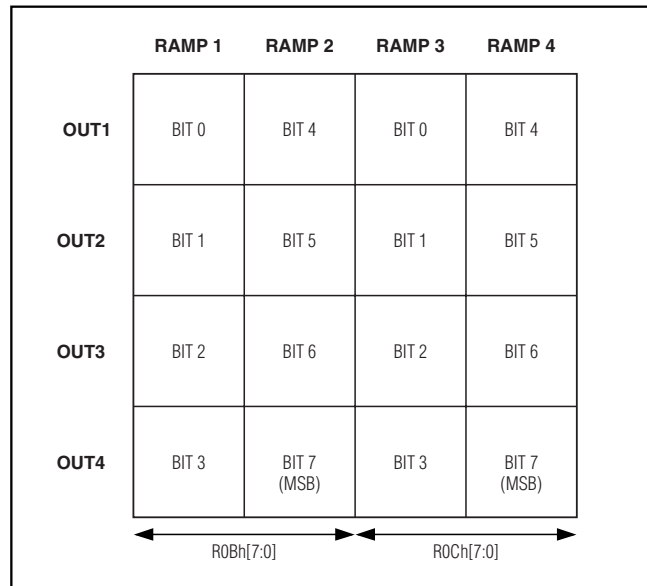 RAMP 1 RAMP 2 RAMP 3 RAMP 4
OUT1 BIT 0 BIT 4 BIT 0 BIT 4
OUT2 BIT 1 BIT 5 BIT 1 BIT 5
OUT3 BIT 2 BIT 6 BIT 2 BIT 6
OUT4 BIT 3 BIT 7 BIT 3 BIT 7
(MSB) (MSB)
R0Bh[7:0] R0Ch[7:0]